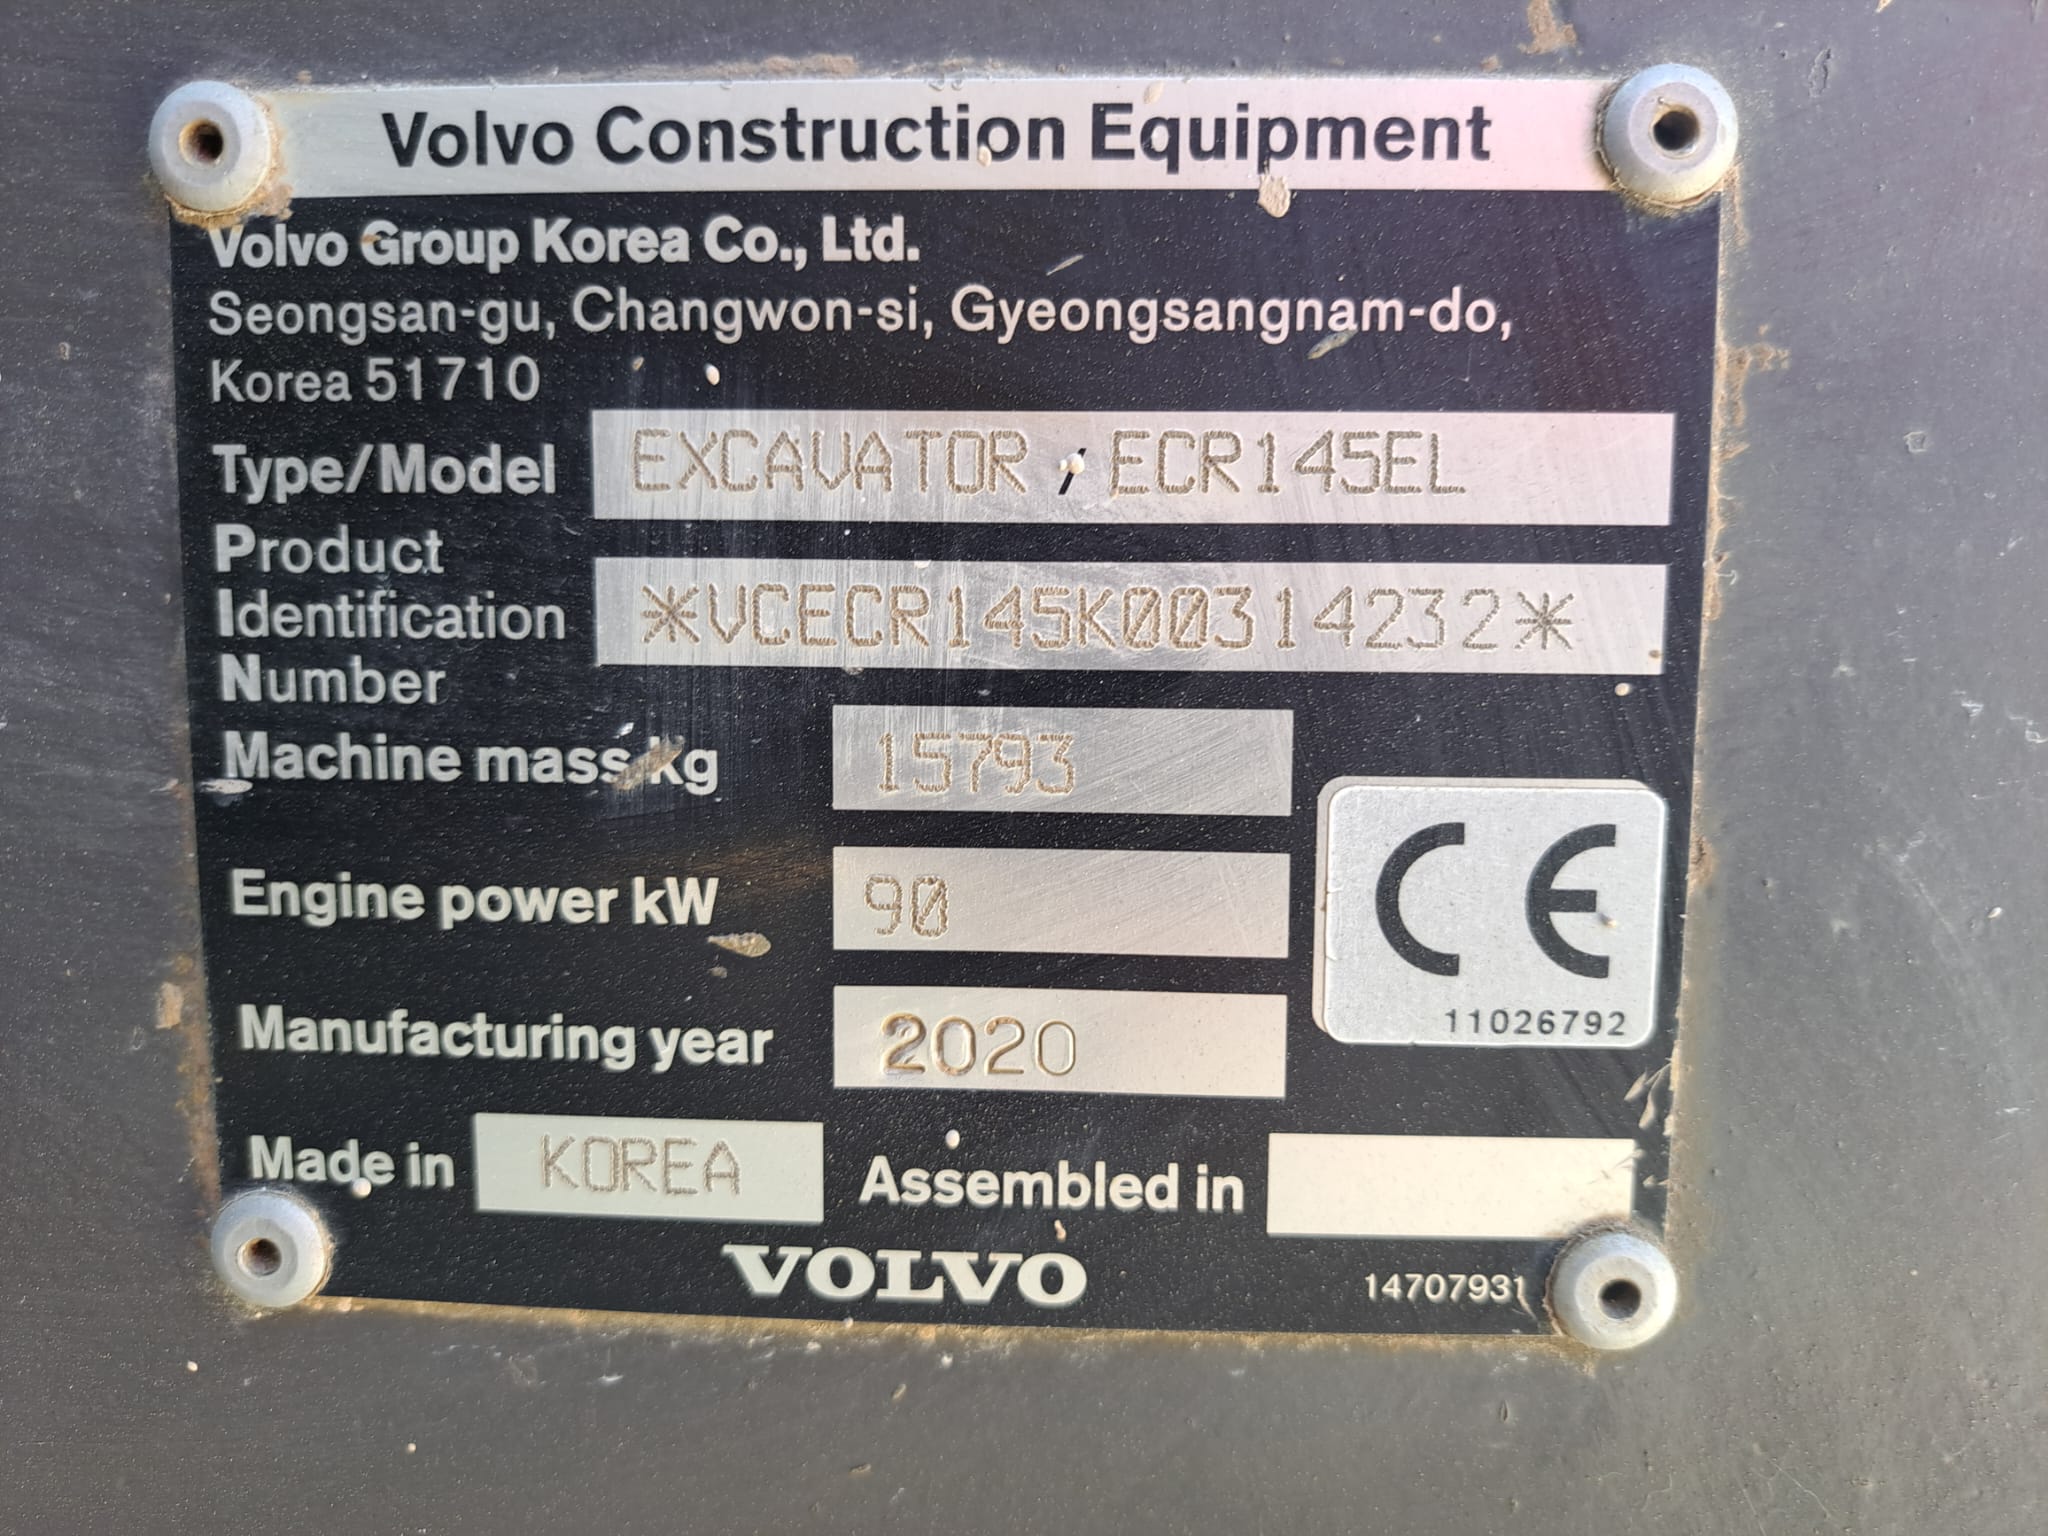 Volvo Construction Equipment
Volvo Group Korea Co., Ltd.
Seongsan-gu, Changwon-si, Gyeongsangnam-do,
Korea 51710
Type/Model EXCAVATOR , ECR145EL
Product
Identification *VCECR145K00314232*
Number
Machine mass kg 15793
Engine power kW 90
CE
11026792
Manufacturing year 2020
Made in KOREA Assembled in
VOLVO
14707931